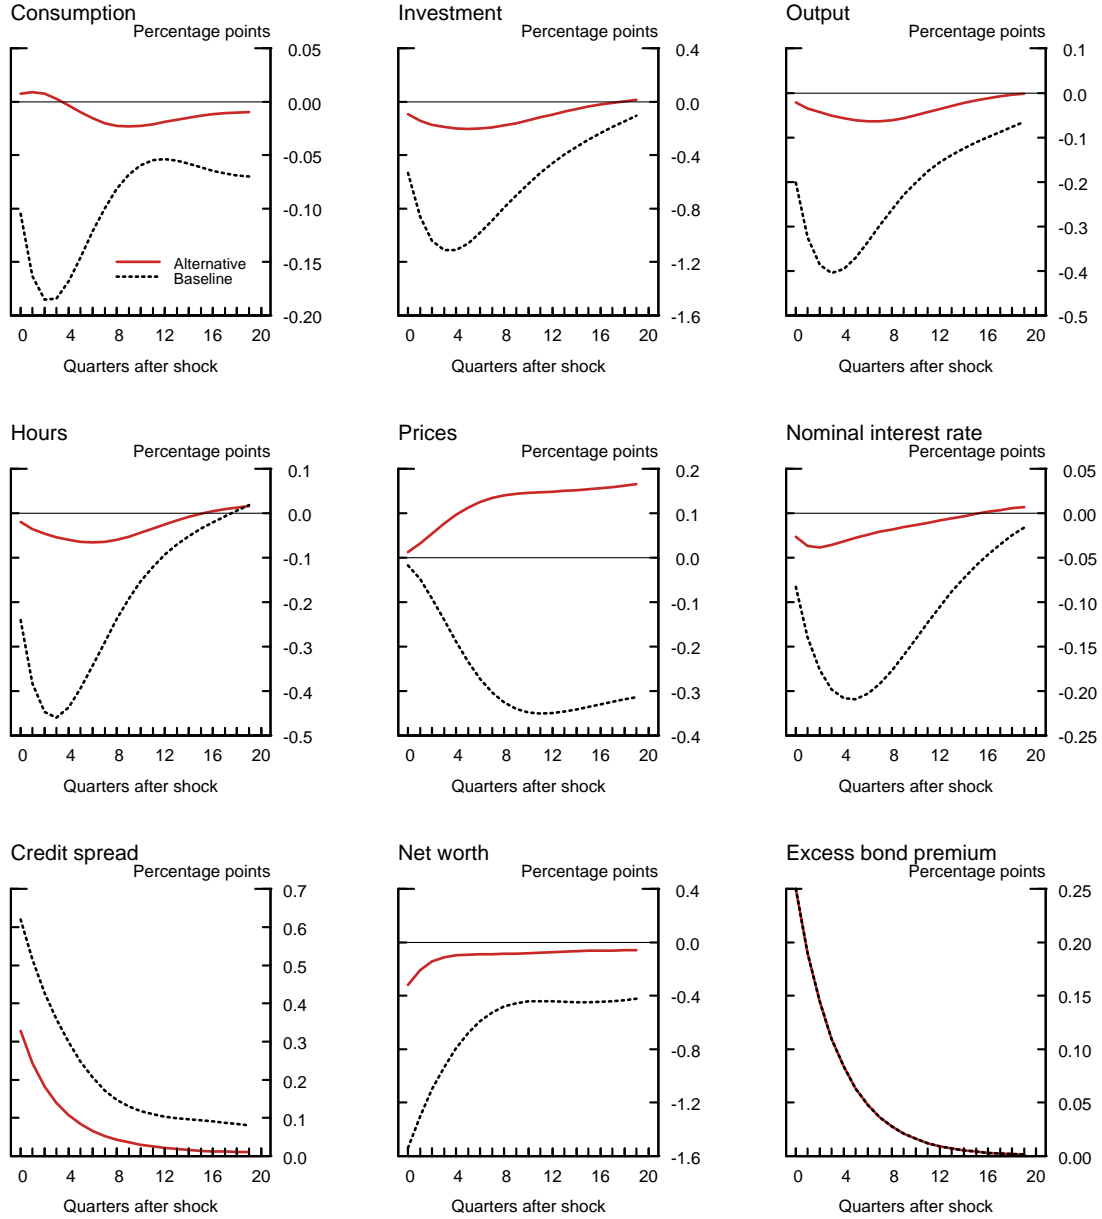 Consumption
Percentage points
0.05
0.00
-0.05
-0.10
-0.15
-0.20
Alternative
Baseline
0 4 8 12 16 20
Quarters after shock
Investment
Percentage points
0.4
0.0
-0.4
-0.8
-1.2
-1.6
0 4 8 12 16 20
Quarters after shock
Output
Percentage points
0.1
0.0
-0.1
-0.2
-0.3
-0.4
-0.5
0 4 8 12 16 20
Quarters after shock
Hours
Percentage points
0.1
0.0
-0.1
-0.2
-0.3
-0.4
-0.5
0 4 8 12 16 20
Quarters after shock
Prices
Percentage points
0.2
0.1
0.0
-0.1
-0.2
-0.3
-0.4
0 4 8 12 16 20
Quarters after shock
Nominal interest rate
Percentage points
0.05
0.00
-0.05
-0.10
-0.15
-0.20
-0.25
0 4 8 12 16 20
Quarters after shock
Credit spread
Percentage points
0.7
0.6
0.5
0.4
0.3
0.2
0.1
0.0
0 4 8 12 16 20
Quarters after shock
Net worth
Percentage points
0.4
0.0
-0.4
-0.8
-1.2
-1.6
0 4 8 12 16 20
Quarters after shock
Excess bond premium
Percentage points
0.25
0.20
0.15
0.10
0.05
0.00
0 4 8 12 16 20
Quarters after shock